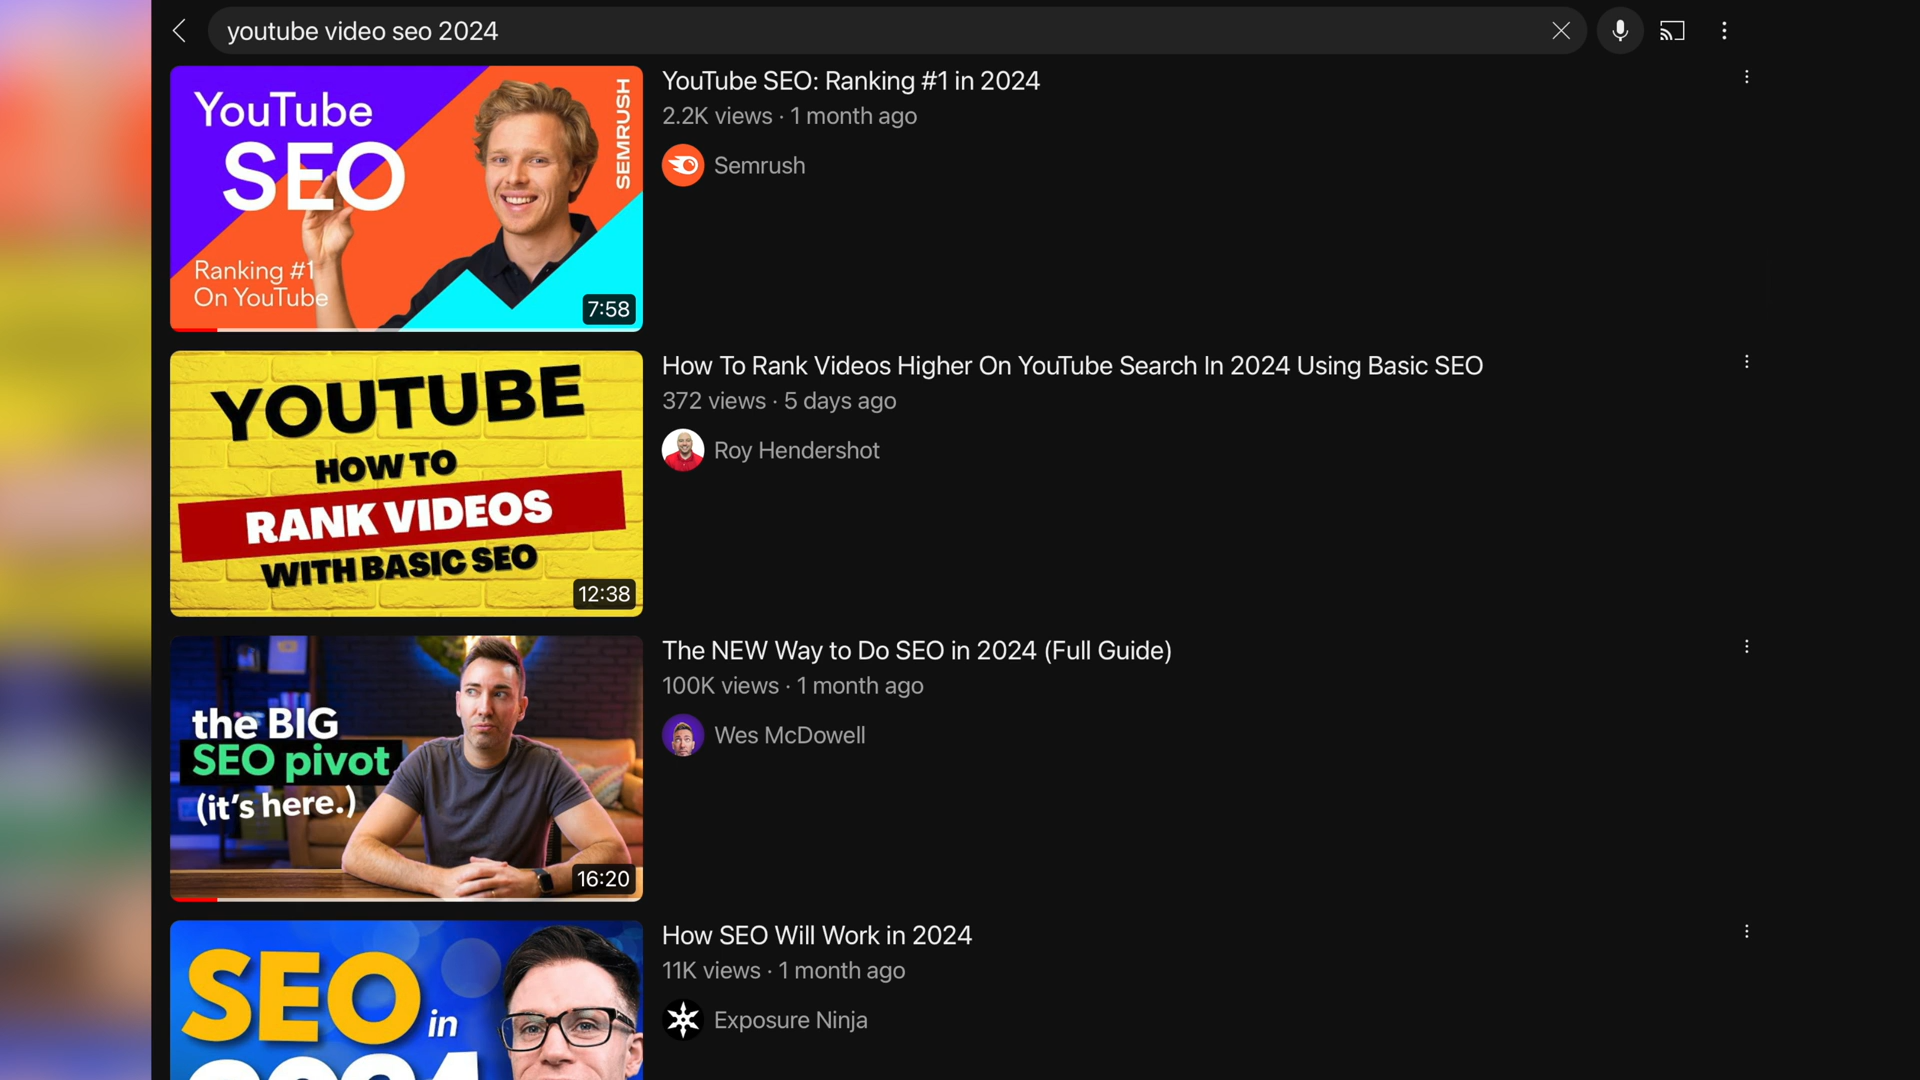 youtube video seo 2024
YouTube
SEO
SEMRUSH
Ranking #1
On YouTube
7:58
YouTube SEO: Ranking #1 in 2024
2.2K views · 1 month ago
Semrush
YOUTUBE
HOW TO
RANK VIDEOS
WITH BASIC SEO
12:38
How To Rank Videos Higher On YouTube Search In 2024 Using Basic SEO
372 views · 5 days ago
Roy Hendershot
the BIG
SEO pivot
(it's here.)
16:20
The NEW Way to Do SEO in 2024 (Full Guide)
100K views · 1 month ago
Wes McDowell
SEO in
2024
How SEO Will Work in 2024
11K views · 1 month ago
Exposure Ninja